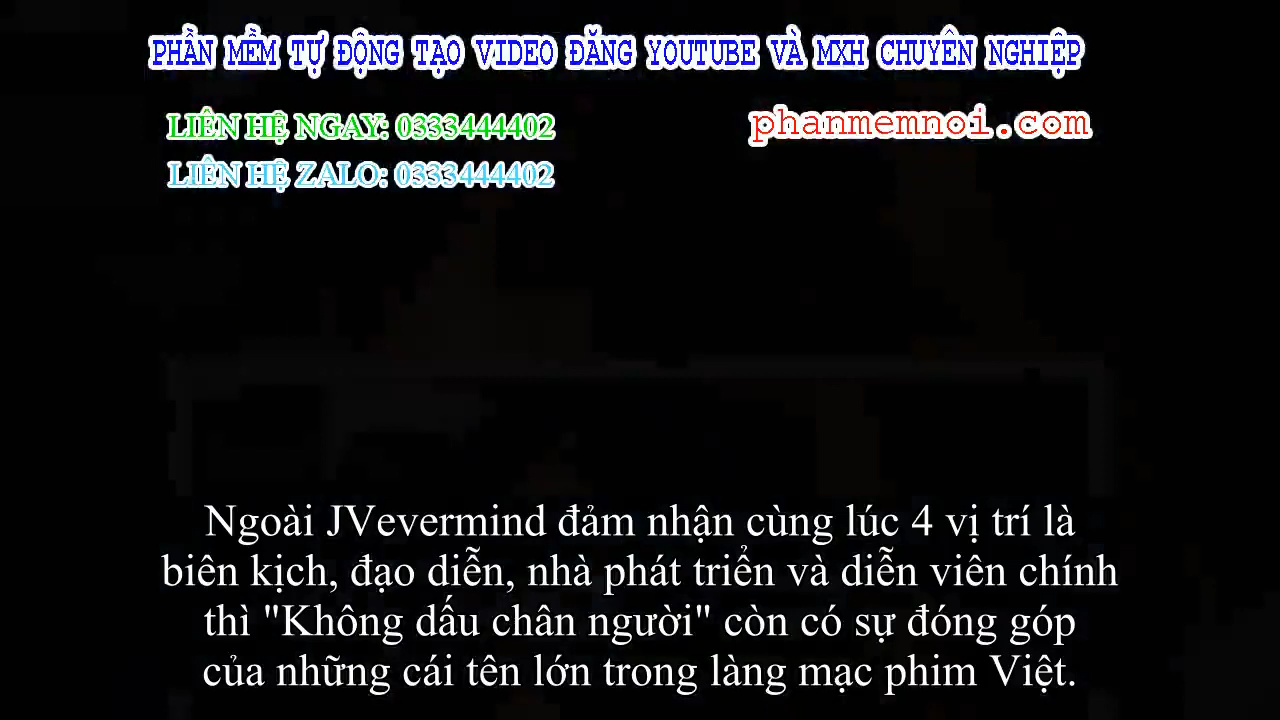 PHẦN MỀM TỰ ĐỘNG TẠO VIDEO ĐĂNG YOUTUBE VÀ MXH CHUYÊN NGHIỆP
LIÊN HỆ NGAY: 0333444402
phanmemnoi.com
LIÊN HỆ ZALO: 0333444402
Ngoài JVevermind đảm nhận cùng lúc 4 vị trí là
biên kịch, đạo diễn, nhà phát triển và diễn viên chính
thì "Không dấu chân người" còn có sự đóng góp
của những cái tên lớn trong làng mạc phim Việt.